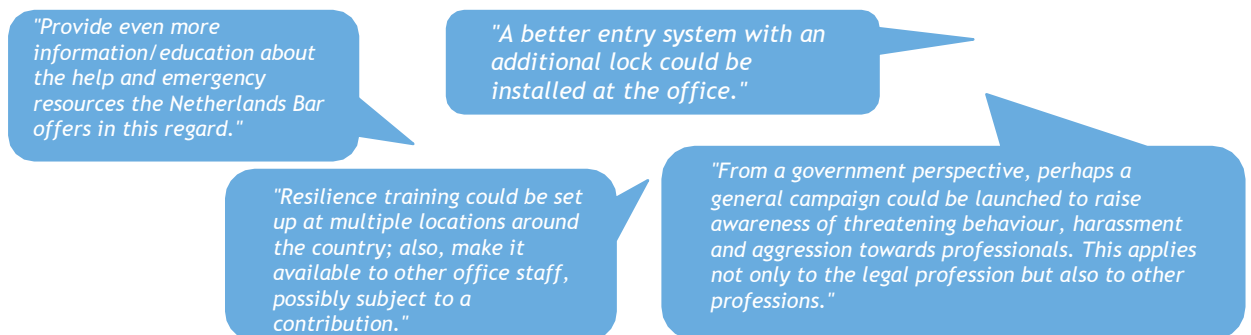 "Provide even more
information/education about
the help and emergency
resources the Netherlands Bar
offers in this regard."
"A better entry system with an
additional lock could be
installed at the office."
"Resilience training could be set
up at multiple locations around
the country; also, make it
available to other office staff,
possibly subject to a
contribution."
"From a government perspective, perhaps a
general campaign could be launched to raise
awareness of threatening behaviour, harassment
and aggression towards professionals. This applies
not only to the legal profession but also to other
professions."